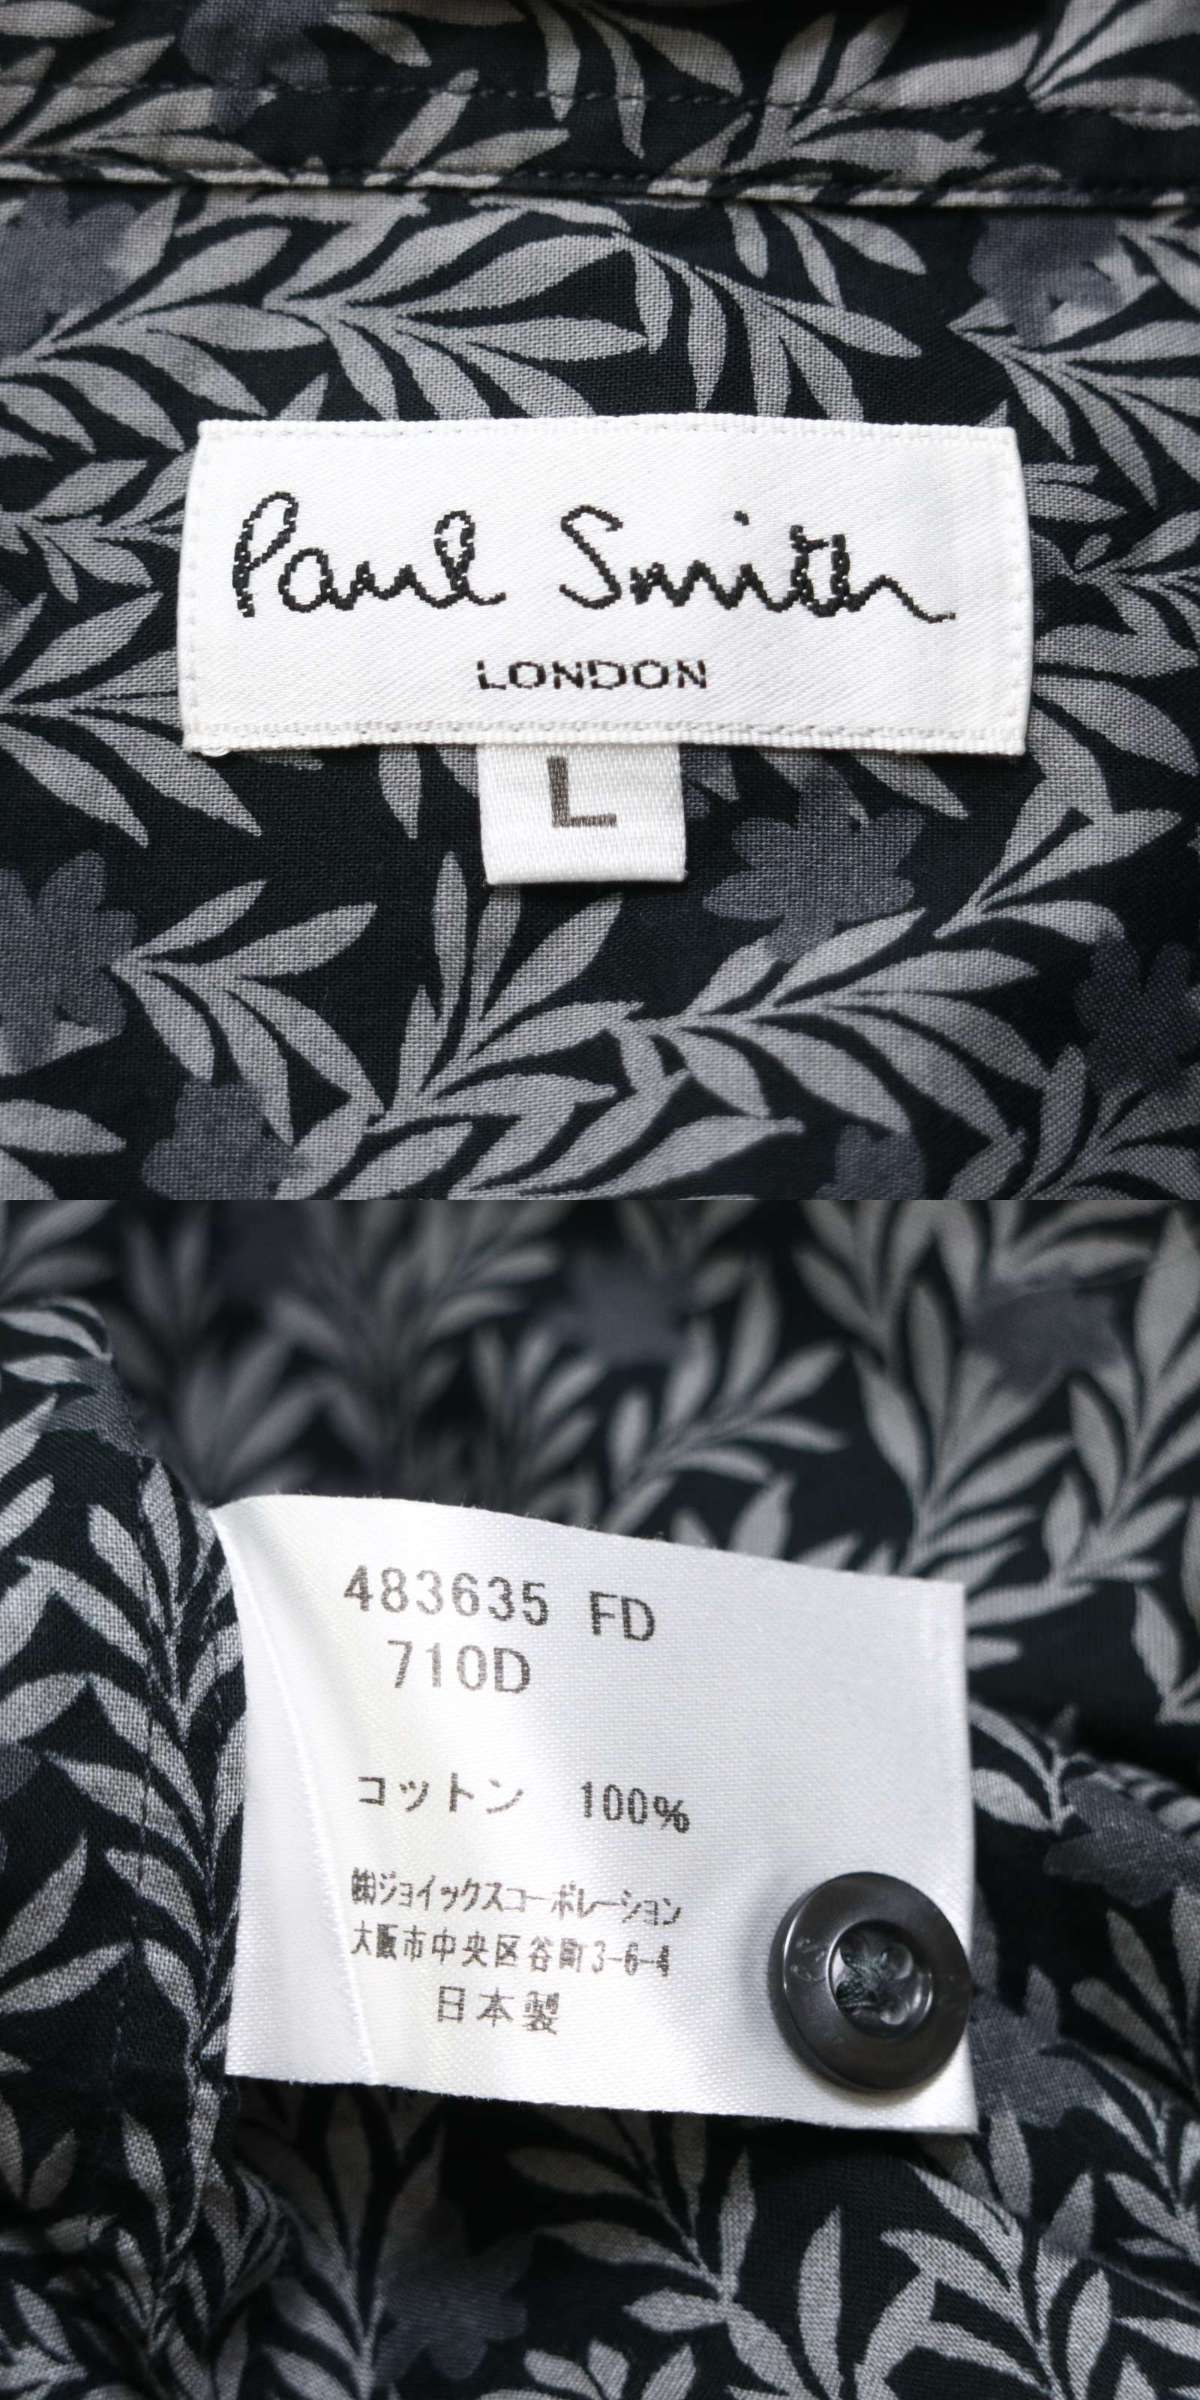 Paul Smith
LONDON
L
483635 FD
710D
コットン 100%
㈱ジョイックスコーポレーション
大阪市中央区谷町3-6-4
日本製